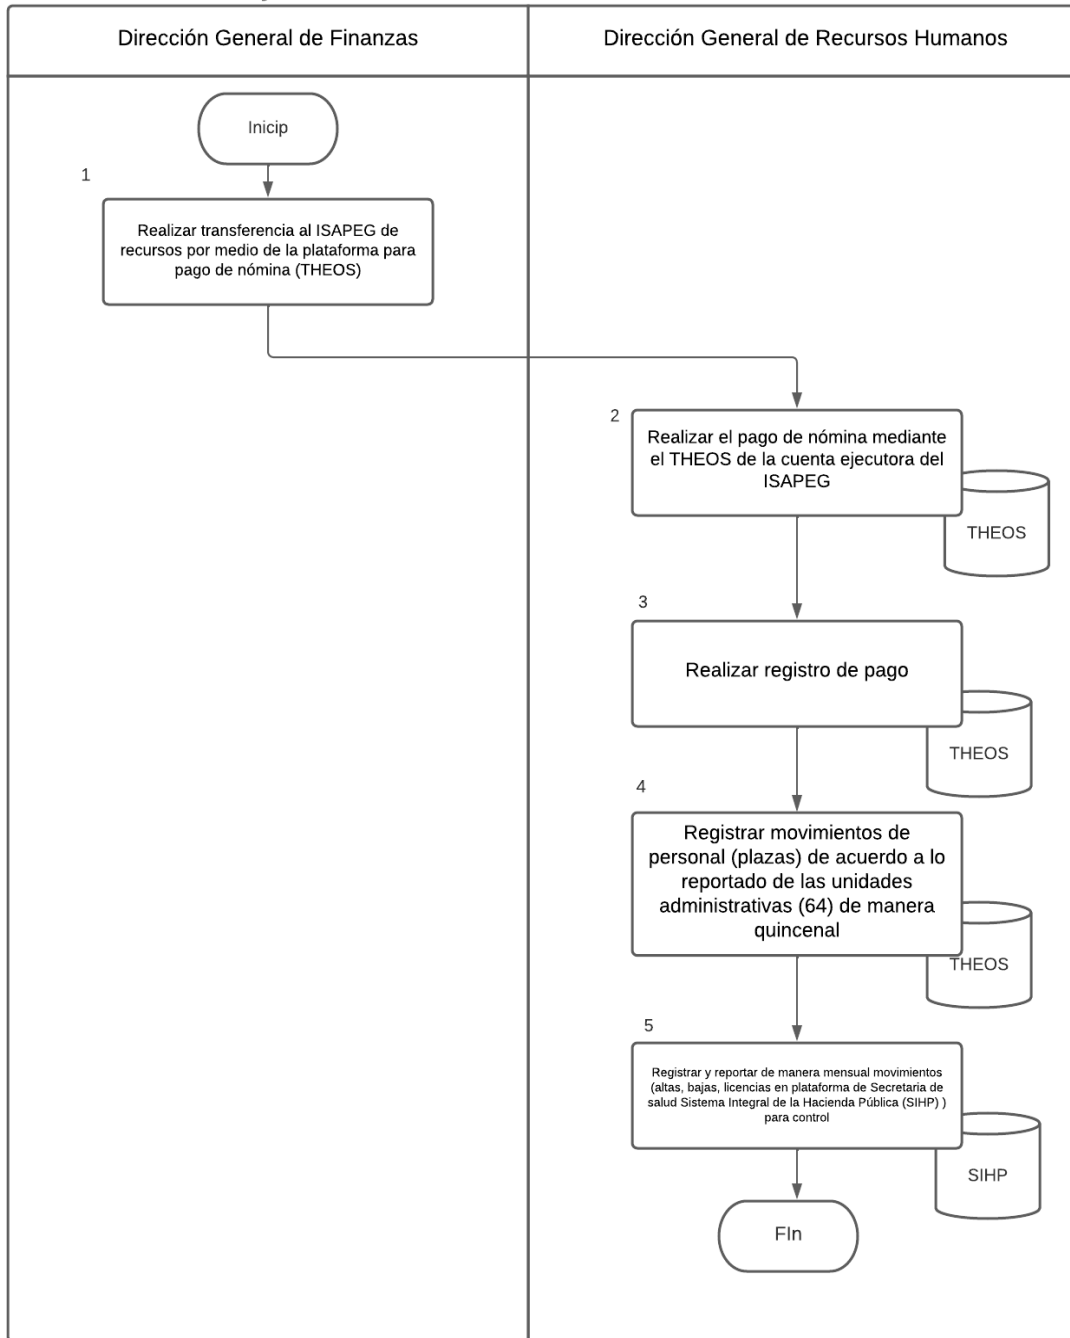 Dirección General de Finanzas
Dirección General de Recursos Humanos
Inicip
1
Realizar transferencia al ISAPEG de
recursos por medio de la plataforma para
pago de nómina (THEOS)
2
Realizar el pago de nómina mediante
el THEOS de la cuenta ejecutora del
ISAPEG
THEOS
3
Realizar registro de pago
THEOS
4
Registrar movimientos de
personal (plazas) de acuerdo a lo
reportado de las unidades
administrativas (64) de manera
quincenal
THEOS
5
Registrar y reportar de manera mensual movimientos
(altas, bajas, licencias en plataforma de Secretaria de
salud Sistema Integral de la Hacienda Pública (SIHP) )
para control
SIHP
FIn